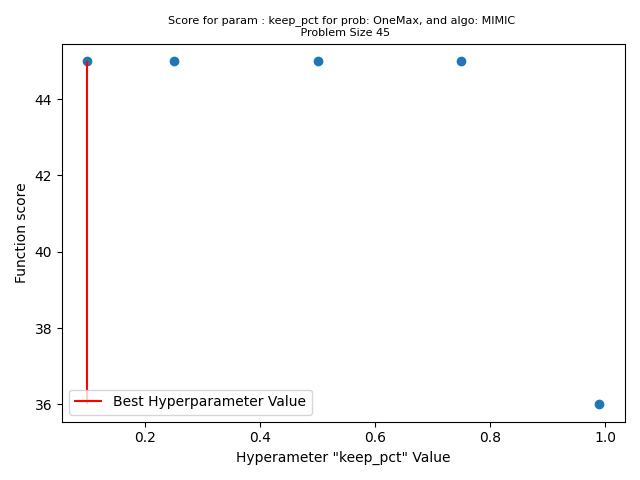 Score for param : keep_pct for prob: OneMax, and algo: MIMIC
Problem Size 45
Function score
44
42
40
38
36
Best Hyperparameter Value
0.2
0.4
0.6
0.8
1.0
Hyperameter "keep_pct" Value